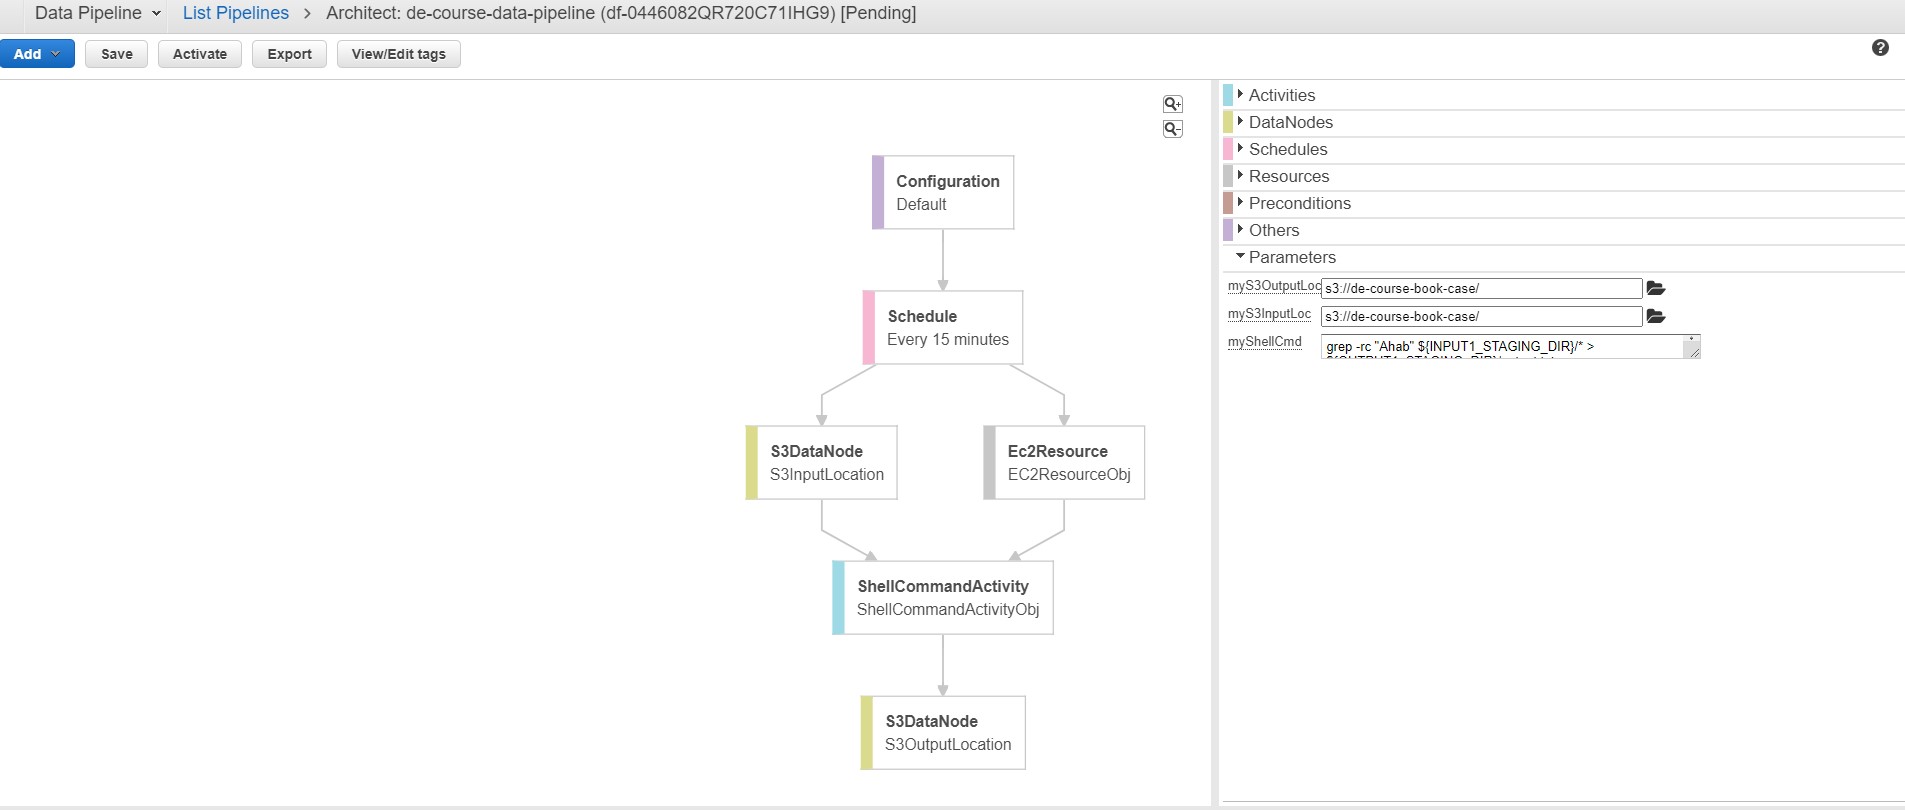 Data Pipeline List Pipelines > Architect: de-course-data-pipeline (df-0446082QR720C71IHG9) [Pending]
Add Save Activate Export View/Edit tags ?
Configuration
Default
Schedule
Every 15 minutes
S3DataNode
S3InputLocation
Ec2Resource
EC2ResourceObj
ShellCommandActivity
ShellCommandActivityObj
S3DataNode
S3OutputLocation
Activities
DataNodes
Schedules
Resources
Preconditions
Others
Parameters
myS3OutputLoc s3://de-course-book-case/
myS3InputLoc s3://de-course-book-case/
myShellCmd grep -rc "Ahab" ${INPUT1_STAGING_DIR}/* >